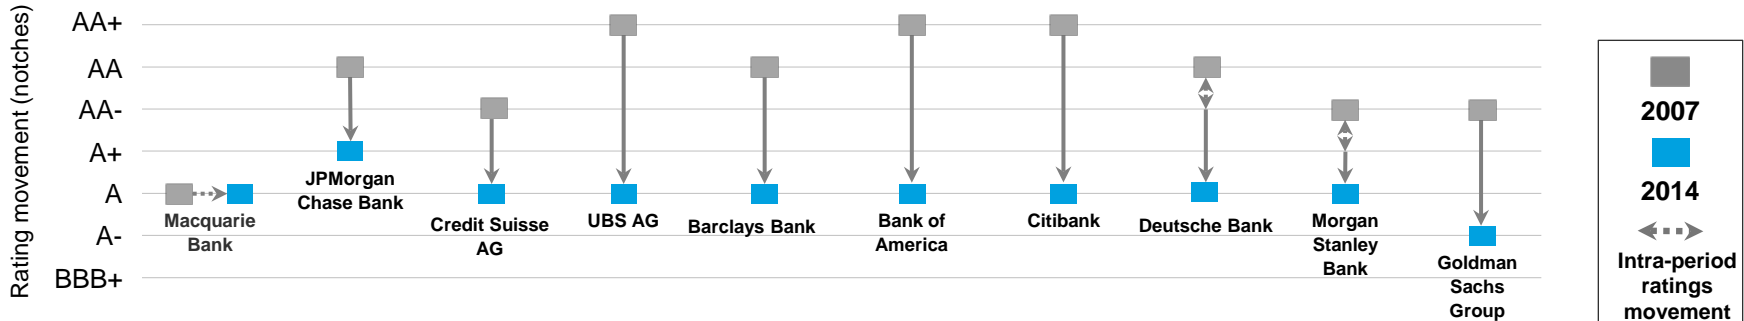 Rating movement (notches)
AA+
AA
AA-
A+
A
A-
BBB+
Macquarie
Bank
JPMorgan
Chase Bank
Credit Suisse
AG
UBS AG
Barclays Bank
Bank of
America
Citibank
Deutsche Bank
Morgan
Stanley
Bank
Goldman
Sachs
Group
2007
2014
Intra-period
ratings
movement